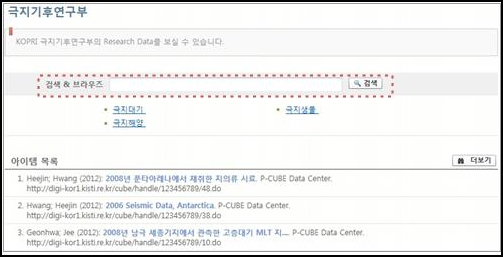 극지기후연구부
KOPRI 극지기후연구부의 Research Data를 보실 수 있습니다.
검색 & 브라우즈 검색
극지대기 극지생물
극지해양
아이템 목록 더보기
1. Heejin; Hwang (2012): 2008년 푼타아레나에서 채취한 지의류 시료. P-CUBE Data Center.
http://digi-kor1.kisti.re.kr/cube/handle/123456789/48.do
2. Hwang; Heejin (2012): 2006 Seismic Data, Antarctica. P-CUBE Data Center.
http://digi-kor1.kisti.re.kr/cube/handle/123456789/38.do
3. Geonhwa; Jee (2012): 2008년 남극 세종기지에서 관측한 고층대기 MLT 지.... P-CUBE Data Center.
http://digi-kor1.kisti.re.kr/cube/handle/123456789/10.do